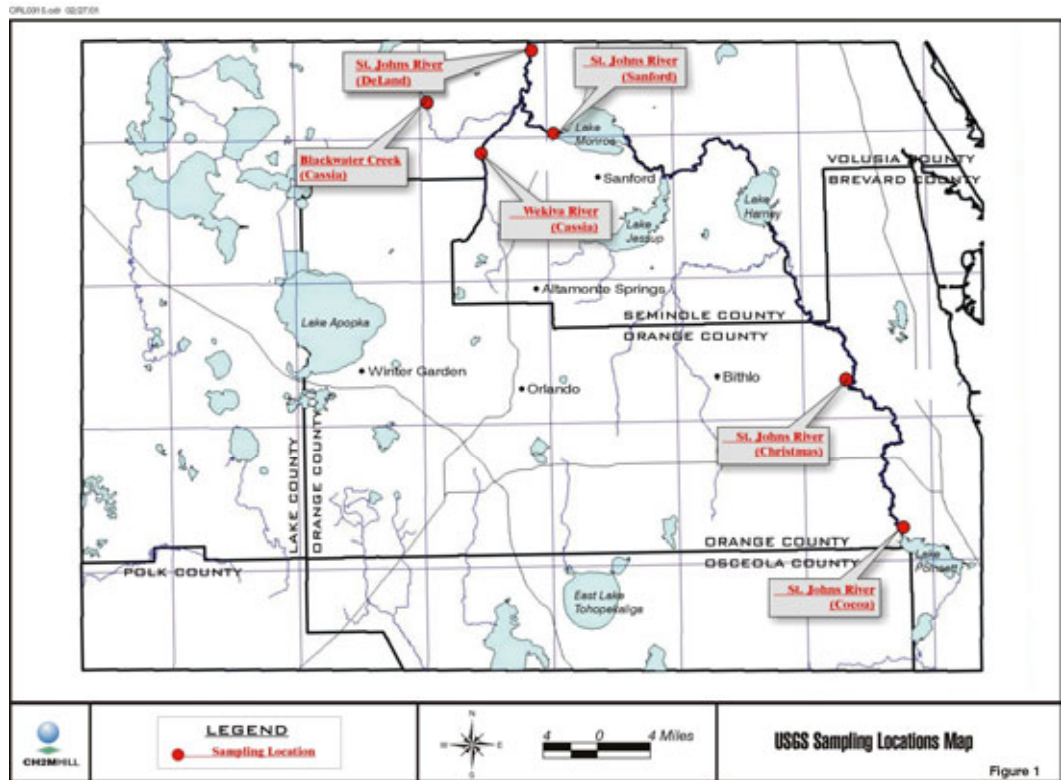 St. Johns River
(DeLand)
St. Johns River
(Sanford)
Lake
Monroe
Blackwater Creek
(Cassia)
VOLUSIA COUNTY
BREVARD COUNTY
Sanford
Wekiva River
(Cassia)
Lake
Harney
Lake
Jessup
Altamonte Springs
SEMINOLE COUNTY
ORANGE COUNTY
Lake Apopka
Winter Garden
Orlando
Bithlo
St. Johns River
(Christmas)
LAKE COUNTY
ORANGE COUNTY
ORANGE COUNTY
OSCEOLA COUNTY
POLK COUNTY
Lake
East Lake
Tohopekaliga
St. Johns River
(Cocoa)
CH2MHILL
LEGEND
Sampling Location
N
W
E
S
4 0 4 Miles
USGS Sampling Locations Map
Figure 1